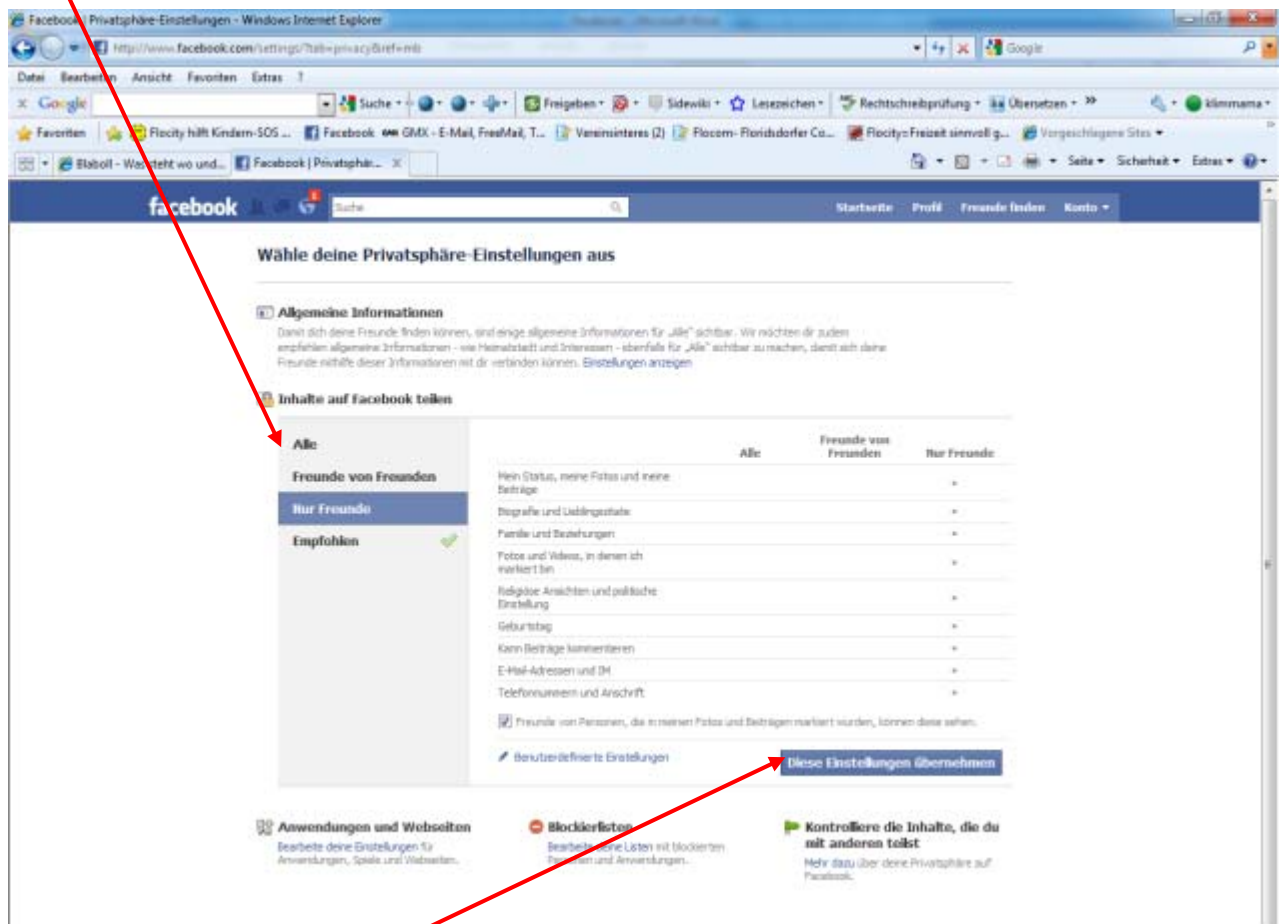 Facebook | Privatsphäre-Einstellungen - Windows Internet Explorer
http://www.facebook.com/settings/?tab=privacy&ref=mb
Google
Datei Bearbeiten Ansicht Favoriten Extras ?
x Google
Suche
Freigeben
Sidewiki
Lesezeichen
Rechtschreibprüfung
Übersetzen
klimmama
Favoriten
Flocity hilft Kindern-SOS ...
Facebook
GMX - E-Mail, FreeMail, T...
Vereinsinteres (2)
Flocom- Floridsdorfer Co...
Flocity=Freizeit sinnvoll g...
Vorgeschlagene Sites
Blaboll - Was steht wo und...
Facebook | Privatsphär...
Seite Sicherheit Extras
facebook
Suche
Startseite Profil Freunde finden Konto
Wähle deine Privatsphäre-Einstellungen aus
Allgemeine Informationen
Damit dich deine Freunde finden können, sind einige allgemeine Informationen für „Alle“ sichtbar. Wir möchten dir zudem
empfehlen allgemeine Informationen - wie Heimatstadt und Interessen - ebenfalls für „Alle“ sichtbar zu machen, damit sich deine
Freunde mithilfe dieser Informationen mit dir verbinden können. Einstellungen anzeigen
Inhalte auf Facebook teilen
Alle
Freunde von Freunden
Nur Freunde
Empfohlen
Alle
Freunde von
Freunden
Nur Freunde
Mein Status, meine Fotos und meine
Beiträge
Biografie und Lieblingszitate
Familie und Beziehungen
Fotos und Videos, in denen ich
markiert bin
Religiöse Ansichten und politische
Einstellung
Geburtstag
Kann Beiträge kommentieren
E-Mail-Adressen und IM
Telefonnummern und Anschrift
Freunde von Personen, die in meinen Fotos und Beiträgen markiert wurden, können diese sehen.
Benutzerdefinierte Einstellungen
Diese Einstellungen übernehmen
Anwendungen und Webseiten
Bearbeite deine Einstellungen für
Anwendungen, Spiele und Webseiten.
Blockierlisten
Bearbeite deine Listen mit blockierten
Personen und Anwendungen.
Kontrolliere die Inhalte, die du
mit anderen teilst
Mehr dazu über deine Privatsphäre auf
Facebook.